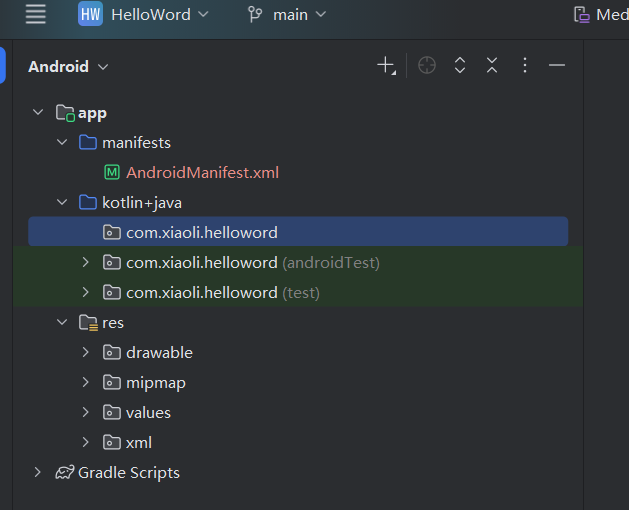 HW HelloWord main Med
Android
app
manifests
M AndroidManifest.xml
kotlin+java
com.xiaoli.helloword
com.xiaoli.helloword (androidTest)
com.xiaoli.helloword (test)
res
drawable
mipmap
values
xml
Gradle Scripts